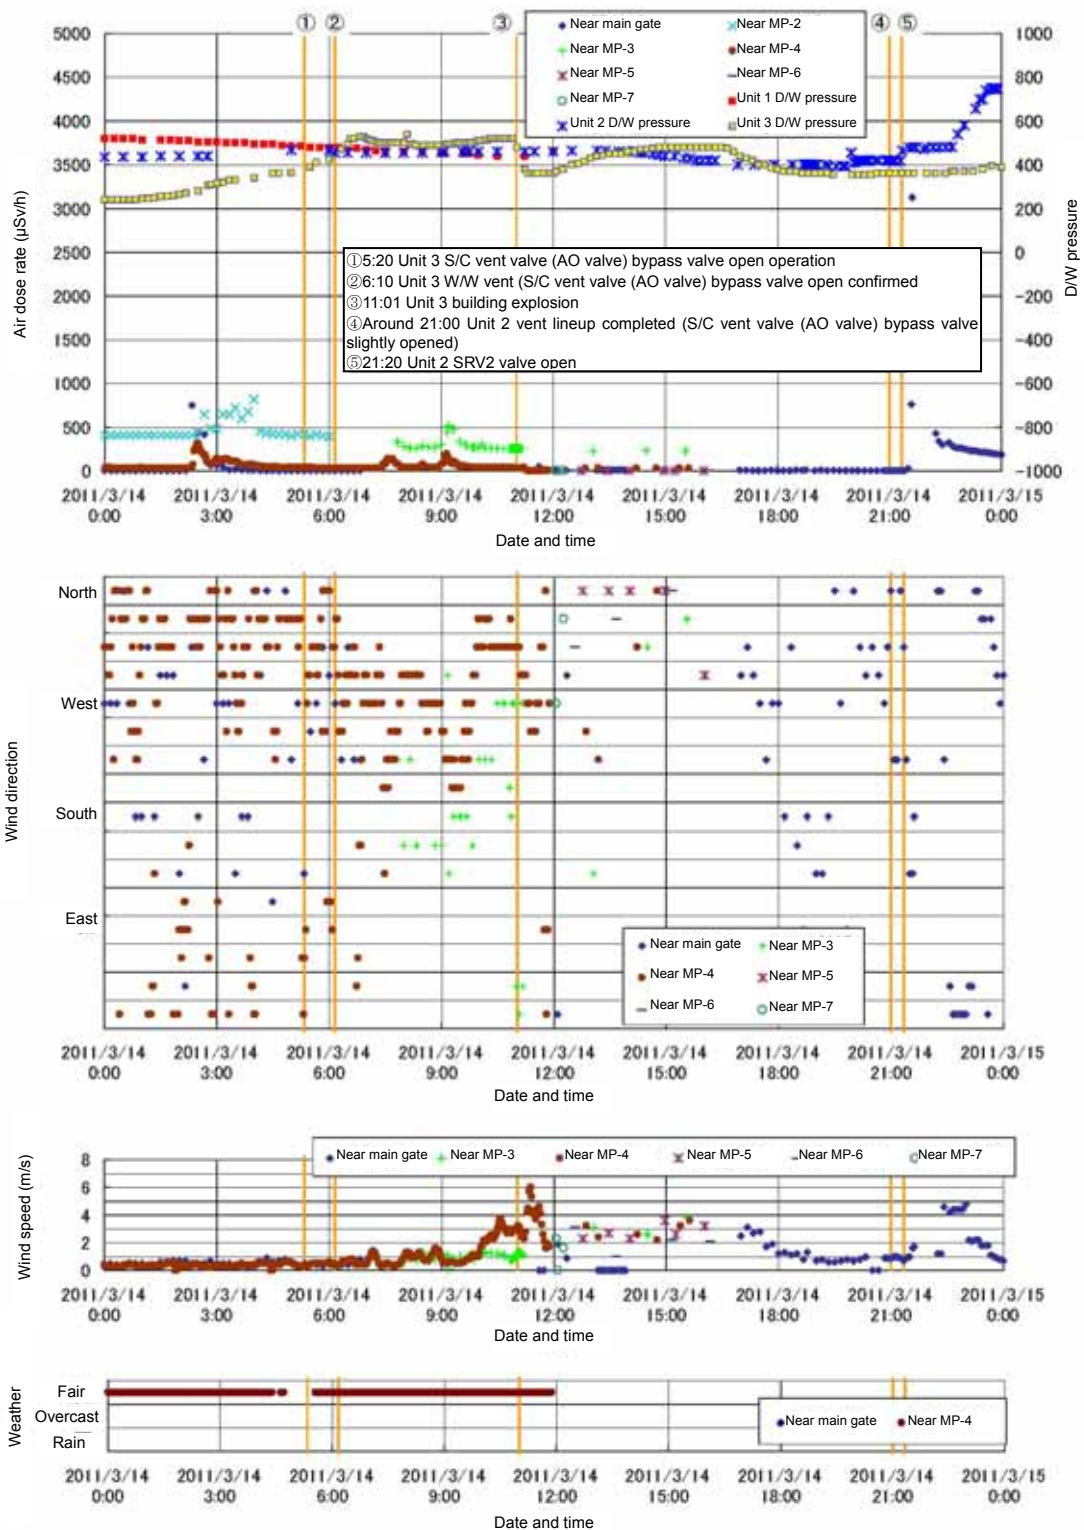 ① ② ③ ④ ⑤
5000
4500
4000
3500
3000
2500
2000
1500
1000
500
0
Air dose rate (μSv/h)
1000
800
600
400
200
0
−200
−400
−600
−800
−1000
D/W pressure
Near main gate Near MP-2
Near MP-3 Near MP-4
Near MP-5 Near MP-6
Near MP-7 Unit 1 D/W pressure
Unit 2 D/W pressure Unit 3 D/W pressure
①5:20 Unit 3 S/C vent valve (AO valve) bypass valve open operation
②6:10 Unit 3 W/W vent (S/C vent valve (AO valve) bypass valve open confirmed
③11:01 Unit 3 building explosion
④Around 21:00 Unit 2 vent lineup completed (S/C vent valve (AO valve) bypass valve
slightly opened)
⑤21:20 Unit 2 SRV2 valve open
2011/3/14 2011/3/14 2011/3/14 2011/3/14 2011/3/14 2011/3/14 2011/3/14 2011/3/14 2011/3/15
0:00 3:00 6:00 9:00 12:00 15:00 18:00 21:00 0:00
Date and time
Wind direction
North
West
South
East
Near main gate Near MP-3
Near MP-4 Near MP-5
Near MP-6 Near MP-7
2011/3/14 2011/3/14 2011/3/14 2011/3/14 2011/3/14 2011/3/14 2011/3/14 2011/3/14 2011/3/15
0:00 3:00 6:00 9:00 12:00 15:00 18:00 21:00 0:00
Date and time
Wind speed (m/s)
8
6
4
2
0
Near main gate Near MP-3 Near MP-4 Near MP-5 Near MP-6 Near MP-7
2011/3/14 2011/3/14 2011/3/14 2011/3/14 2011/3/14 2011/3/14 2011/3/14 2011/3/14 2011/3/15
0:00 3:00 6:00 9:00 12:00 15:00 18:00 21:00 0:00
Date and time
Weather
Fair
Overcast
Rain
Near main gate Near MP-4
2011/3/14 2011/3/14 2011/3/14 2011/3/14 2011/3/14 2011/3/14 2011/3/14 2011/3/14 2011/3/15
0:00 3:00 6:00 9:00 12:00 15:00 18:00 21:00 0:00
Date and time